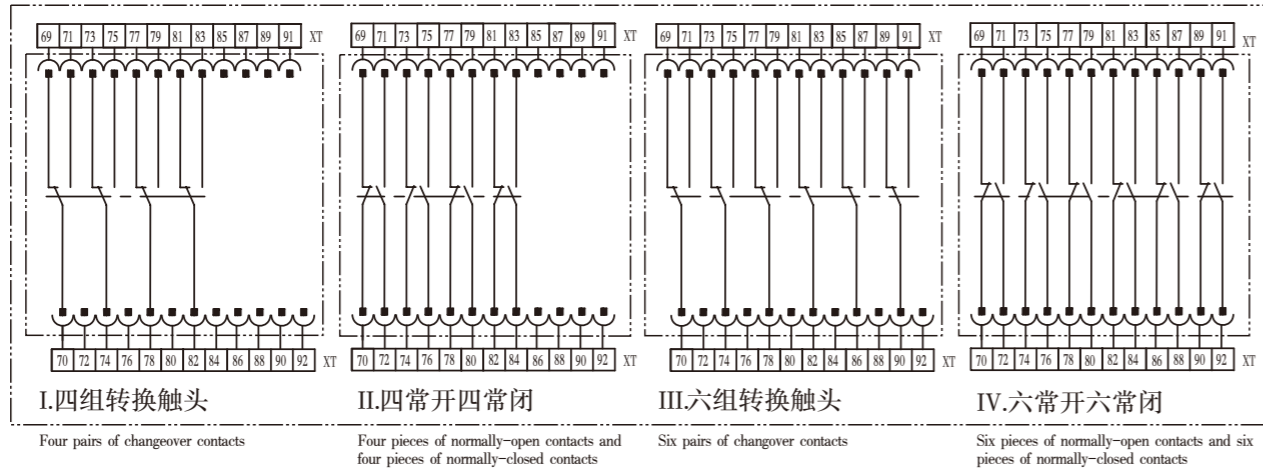 69 71 73 75 77 79 81 83 85 87 89 91 XT
69 71 73 75 77 79 81 83 85 87 89 91 XT
69 71 73 75 77 79 81 83 85 87 89 91 XT
69 71 73 75 77 79 81 83 85 87 89 91 XT
70 72 74 76 78 80 82 84 86 88 90 92 XT
70 72 74 76 78 80 82 84 86 88 90 92 XT
70 72 74 76 78 80 82 84 86 88 90 92 XT
70 72 74 76 78 80 82 84 86 88 90 92 XT
I.四组转换触头
II.四常开四常闭
III.六组转换触头
IV.六常开六常闭
Four pairs of changeover contacts
Four pieces of normally-open contacts and
four pieces of normally-closed contacts
Six pairs of changover contacts
Six pieces of normally-open contacts and six
pieces of normally-closed contacts